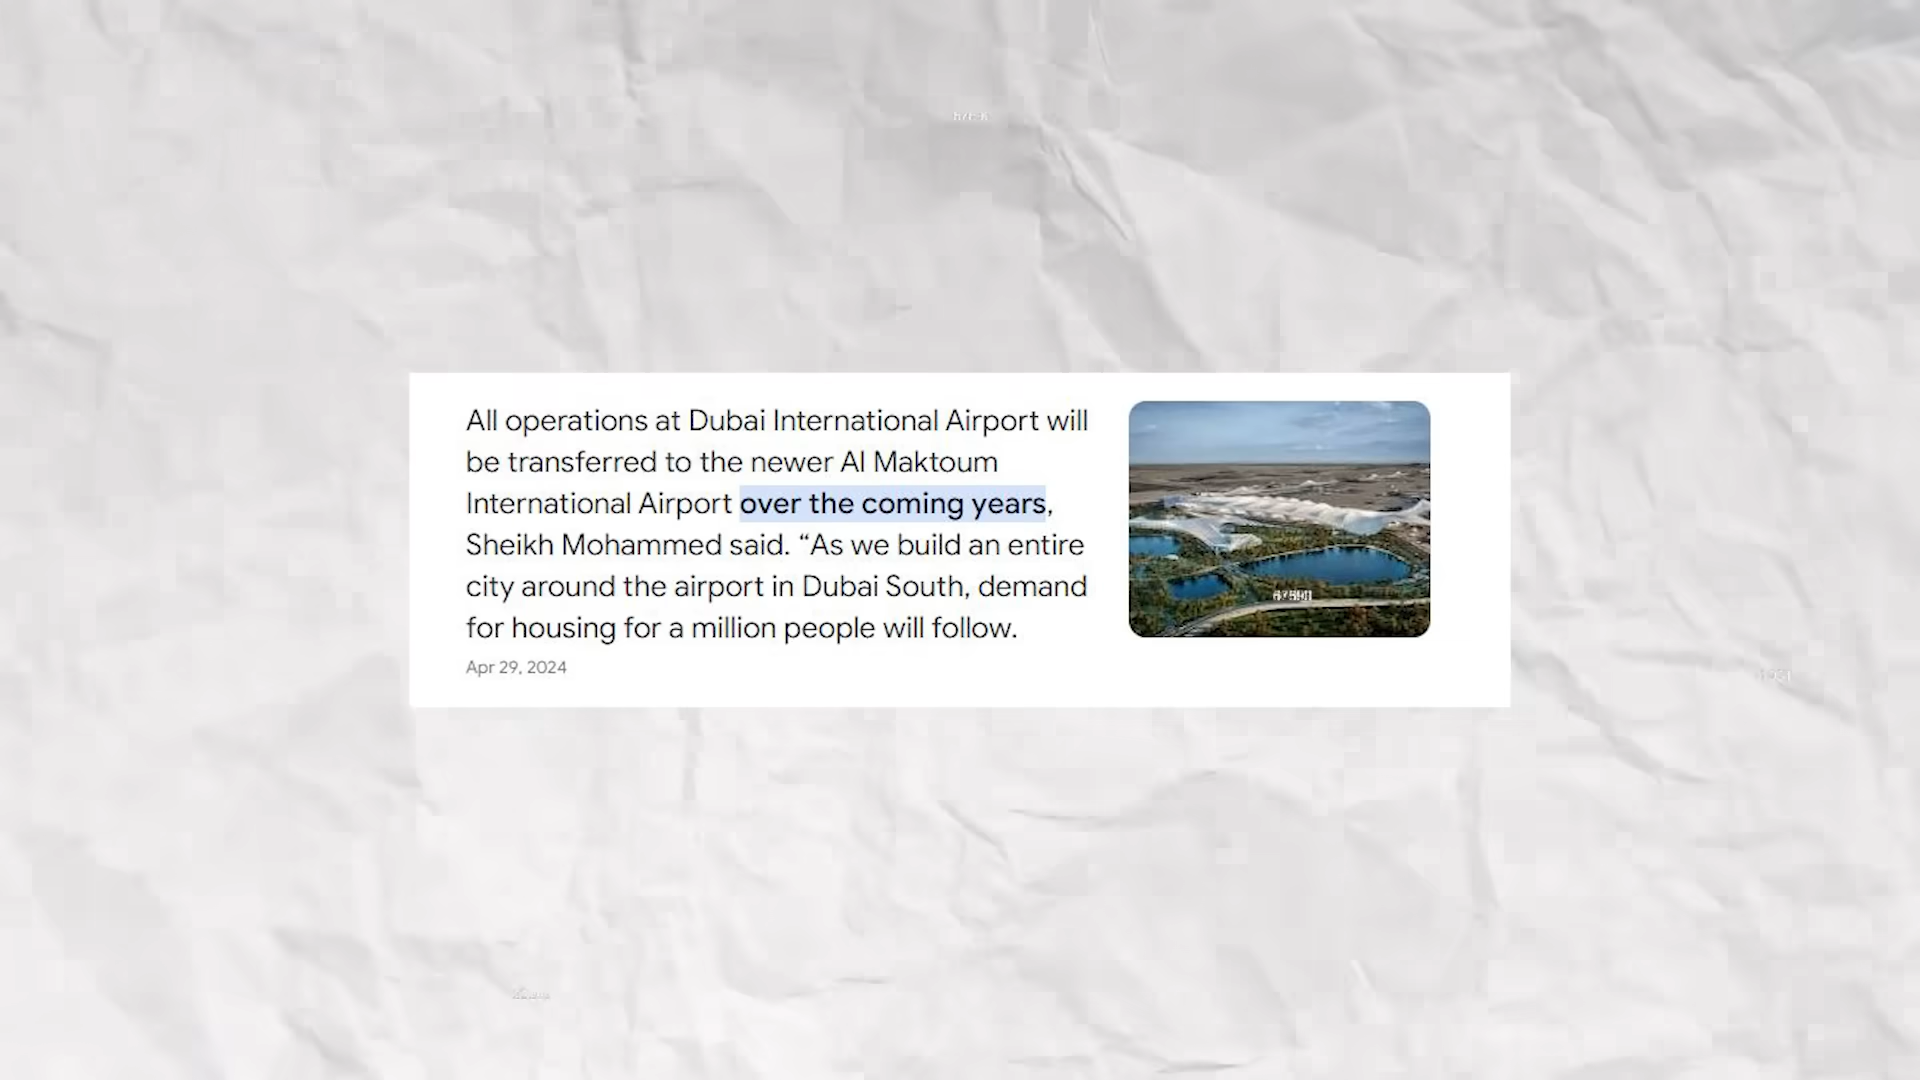 All operations at Dubai International Airport will
be transferred to the newer Al Maktoum
International Airport over the coming years,
Sheikh Mohammed said. “As we build an entire
city around the airport in Dubai South, demand
for housing for a million people will follow.
Apr 29, 2024